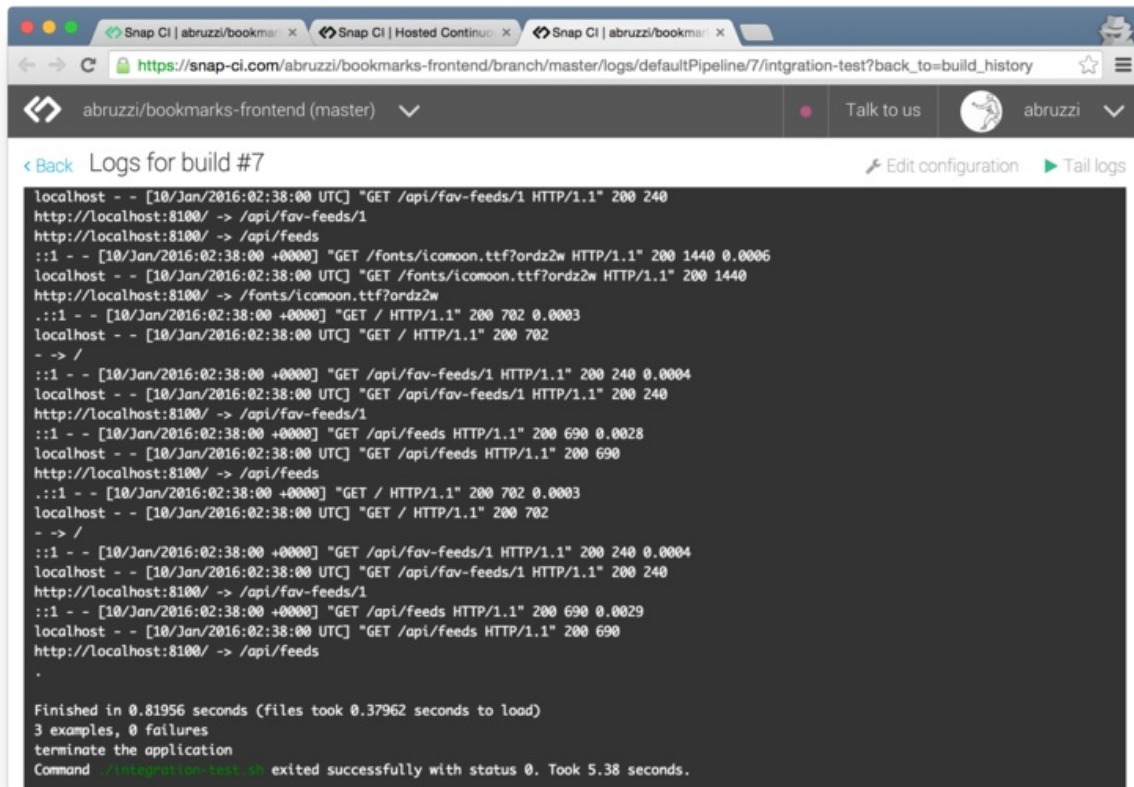 Snap CI | abruzzi/bookmar
Snap CI | Hosted Continuo
Snap CI | abruzzi/bookmar
https://snap-ci.com/abruzzi/bookmarks-frontend/branch/master/logs/defaultPipeline/7/intgration-test?back_to=build_history
abruzzi/bookmarks-frontend (master)
Talk to us
abruzzi
< Back
Logs for build #7
Edit configuration
Tail logs
localhost - - [10/Jan/2016:02:38:00 UTC] "GET /api/fav-feeds/1 HTTP/1.1" 200 240
http://localhost:8100/ -> /api/fav-feeds/1
http://localhost:8100/ -> /api/feeds
::1 - - [10/Jan/2016:02:38:00 +0000] "GET /fonts/icomoon.ttf?ordz2w HTTP/1.1" 200 1440 0.0006
localhost - - [10/Jan/2016:02:38:00 UTC] "GET /fonts/icomoon.ttf?ordz2w HTTP/1.1" 200 1440
http://localhost:8100/ -> /fonts/icomoon.ttf?ordz2w
.::1 - - [10/Jan/2016:02:38:00 +0000] "GET / HTTP/1.1" 200 702 0.0003
localhost - - [10/Jan/2016:02:38:00 UTC] "GET / HTTP/1.1" 200 702
- -> /
::1 - - [10/Jan/2016:02:38:00 +0000] "GET /api/fav-feeds/1 HTTP/1.1" 200 240 0.0004
localhost - - [10/Jan/2016:02:38:00 UTC] "GET /api/fav-feeds/1 HTTP/1.1" 200 240
http://localhost:8100/ -> /api/fav-feeds/1
::1 - - [10/Jan/2016:02:38:00 +0000] "GET /api/feeds HTTP/1.1" 200 690 0.0028
localhost - - [10/Jan/2016:02:38:00 UTC] "GET /api/feeds HTTP/1.1" 200 690
http://localhost:8100/ -> /api/feeds
.::1 - - [10/Jan/2016:02:38:00 +0000] "GET / HTTP/1.1" 200 702 0.0003
localhost - - [10/Jan/2016:02:38:00 UTC] "GET / HTTP/1.1" 200 702
- -> /
::1 - - [10/Jan/2016:02:38:00 +0000] "GET /api/fav-feeds/1 HTTP/1.1" 200 240 0.0004
localhost - - [10/Jan/2016:02:38:00 UTC] "GET /api/fav-feeds/1 HTTP/1.1" 200 240
http://localhost:8100/ -> /api/fav-feeds/1
::1 - - [10/Jan/2016:02:38:00 +0000] "GET /api/feeds HTTP/1.1" 200 690 0.0029
localhost - - [10/Jan/2016:02:38:00 UTC] "GET /api/feeds HTTP/1.1" 200 690
http://localhost:8100/ -> /api/feeds
.
Finished in 0.81956 seconds (files took 0.37962 seconds to load)
3 examples, 0 failures
terminate the application
Command ./integration-test.sh exited successfully with status 0. Took 5.38 seconds.